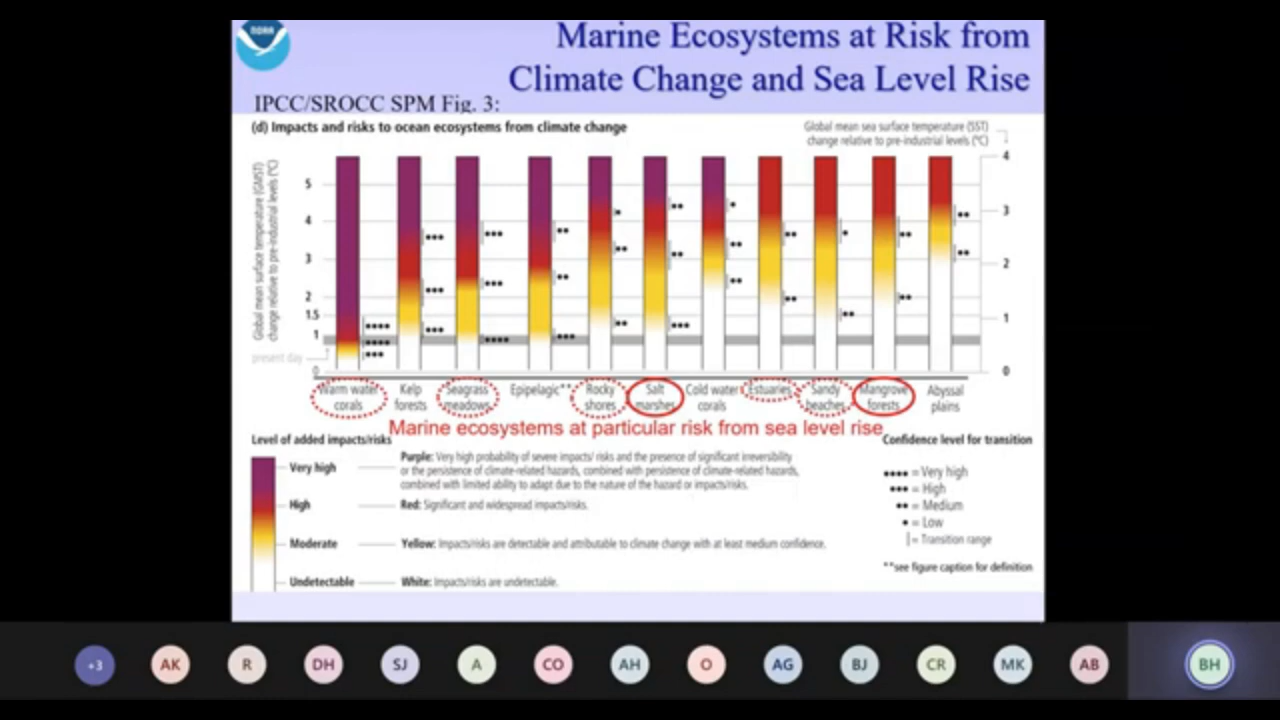 NOAA
Marine Ecosystems at Risk from
Climate Change and Sea Level Rise
IPCC/SROCC SPM Fig. 3:
(d) Impacts and risks to ocean ecosystems from climate change
Global mean sea surface temperature (SST)
change relative to pre-industrial levels (°C)
Global mean surface temperature (GMST)
change relative to pre-industrial levels (°C)
5
4
3
2
1.5
1
0
present day
4
3
2
1
0
Warm water
corals
Kelp
forests
Seagrass
meadows
Epipelagic**
Rocky
shores
Salt
marshes
Cold water
corals
Estuaries
Sandy
beaches
Mangrove
forests
Abyssal
plains
Marine ecosystems at particular risk from sea level rise
Level of added impacts/risks
Very high
High
Moderate
Undetectable
Purple: Very high probability of severe impacts/ risks and the presence of significant irreversibility
or the persistence of climate-related hazards, combined with persistence of climate-related hazards,
combined with limited ability to adapt due to the nature of the hazard or impacts/risks.
Red: Significant and widespread impacts/risks.
Yellow: Impacts/risks are detectable and attributable to climate change with at least medium confidence.
White: Impacts/risks are undetectable.
Confidence level for transition
•••• = Very high
••• = High
•• = Medium
• = Low
| = Transition range
**see figure caption for definition
+3
AK
R
DH
SJ
A
CO
AH
O
AG
BJ
CR
MK
AB
BH